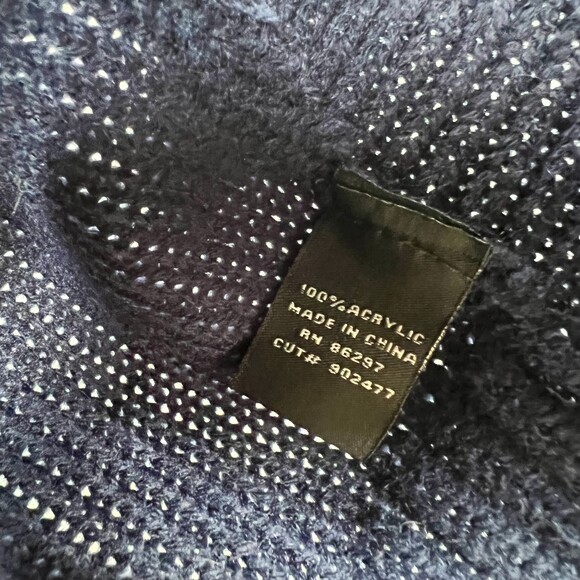 100% ACRYLIC
MADE IN CHINA
RN 86297
CUT# 902477